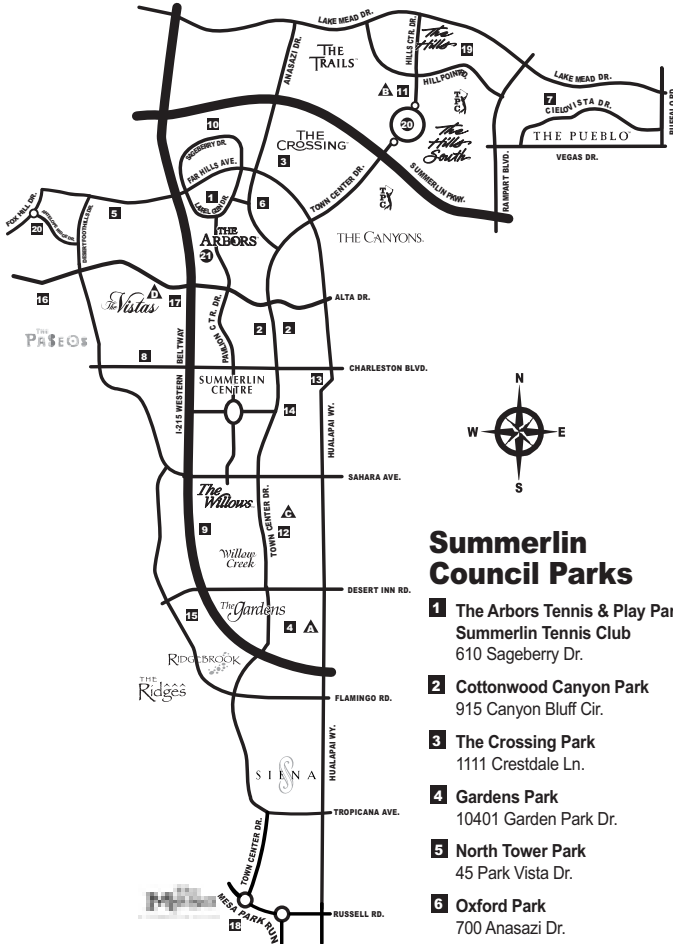 LAKE MEAD DR.
ANASAZI DR.
THE
TRAILS
HILLS CTR. DR.
The
Hills
19
B
11
HILLPOINTE
LAKE MEAD DR.
7
CIELO VISTA DR.
THE PUEBLO
BUFFALO RD.
VEGAS DR.
10
20
SAGEBERRY DR.
FAR HILLS AVE.
THE
CROSSING
3
The
Hills
South
SUMMERLIN PKWY.
RAMPART BLVD.
TOWN CENTER DR.
FOX HILL DR.
20
DESERT FOOTHILLS DR.
5
1
6
THE
ARBORS
21
THE CANYONS
16
The Vistas
D
17
ALTA DR.
THE
PASEOS
PAVILION CTR. DR.
2
2
8
I-215 WESTERN BELTWAY
CHARLESTON BLVD.
SUMMERLIN
CENTRE
13
14
HUALAPAI WY.
N
W
E
S
SAHARA AVE.
The
Willows
9
TOWN CENTER DR.
C
12
Willow
Creek
DESERT INN RD.
The Gardens
15
4
A
RIDGEBROOK
THE
Ridges
FLAMINGO RD.
SIENA
HUALAPAI WY.
TROPICANA AVE.
TOWN CENTER DR.
MESA PARK RUN
18
RUSSELL RD.
Summerlin
Council Parks
1 The Arbors Tennis & Play Par
Summerlin Tennis Club
610 Sageberry Dr.
2 Cottonwood Canyon Park
915 Canyon Bluff Cir.
3 The Crossing Park
1111 Crestdale Ln.
4 Gardens Park
10401 Garden Park Dr.
5 North Tower Park
45 Park Vista Dr.
6 Oxford Park
700 Anasazi Dr.